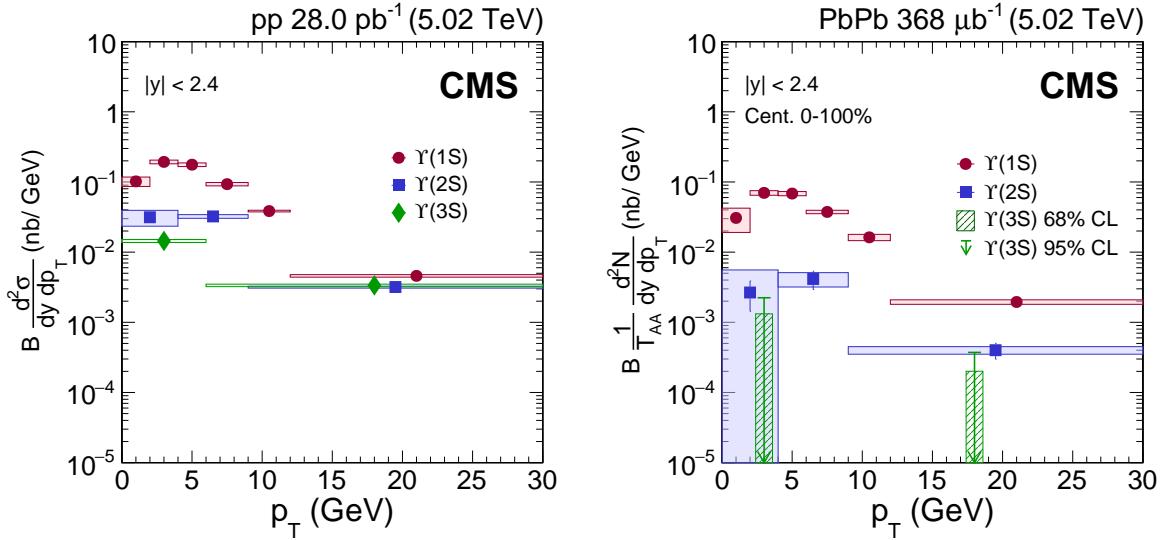 pp 28.0 pb⁻¹ (5.02 TeV)
|y| < 2.4
CMS
ϒ(1S)
ϒ(2S)
ϒ(3S)
B d²σ / dy dp_T (nb/ GeV)
10
1
10⁻¹
10⁻²
10⁻³
10⁻⁴
10⁻⁵
0 5 10 15 20 25 30
p_T (GeV)
PbPb 368 μb⁻¹ (5.02 TeV)
|y| < 2.4
CMS
Cent. 0-100%
ϒ(1S)
ϒ(2S)
ϒ(3S) 68% CL
ϒ(3S) 95% CL
B 1/T_AA d²N / dy dp_T (nb/ GeV)
10
1
10⁻¹
10⁻²
10⁻³
10⁻⁴
10⁻⁵
0 5 10 15 20 25 30
p_T (GeV)